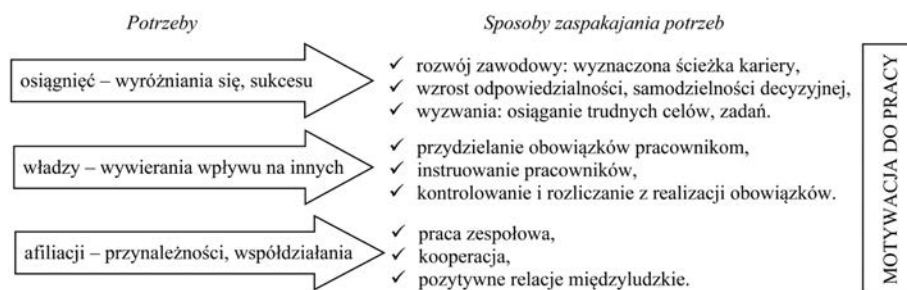 Potrzeby
Sposoby zaspakajania potrzeb
osiągnięć – wyróżniania się, sukcesu
✓ rozwój zawodowy: wyznaczona ścieżka kariery,
✓ wzrost odpowiedzialności, samodzielności decyzyjnej,
✓ wyzwania: osiąganie trudnych celów, zadań.
władzy – wywierania wpływu na innych
✓ przydzielanie obowiązków pracownikom,
✓ instruowanie pracowników,
✓ kontrolowanie i rozliczanie z realizacji obowiązków.
afiliacji – przynależności, współdziałania
✓ praca zespołowa,
✓ kooperacja,
✓ pozytywne relacje międzyludzkie.
MOTYWACJA DO PRACY